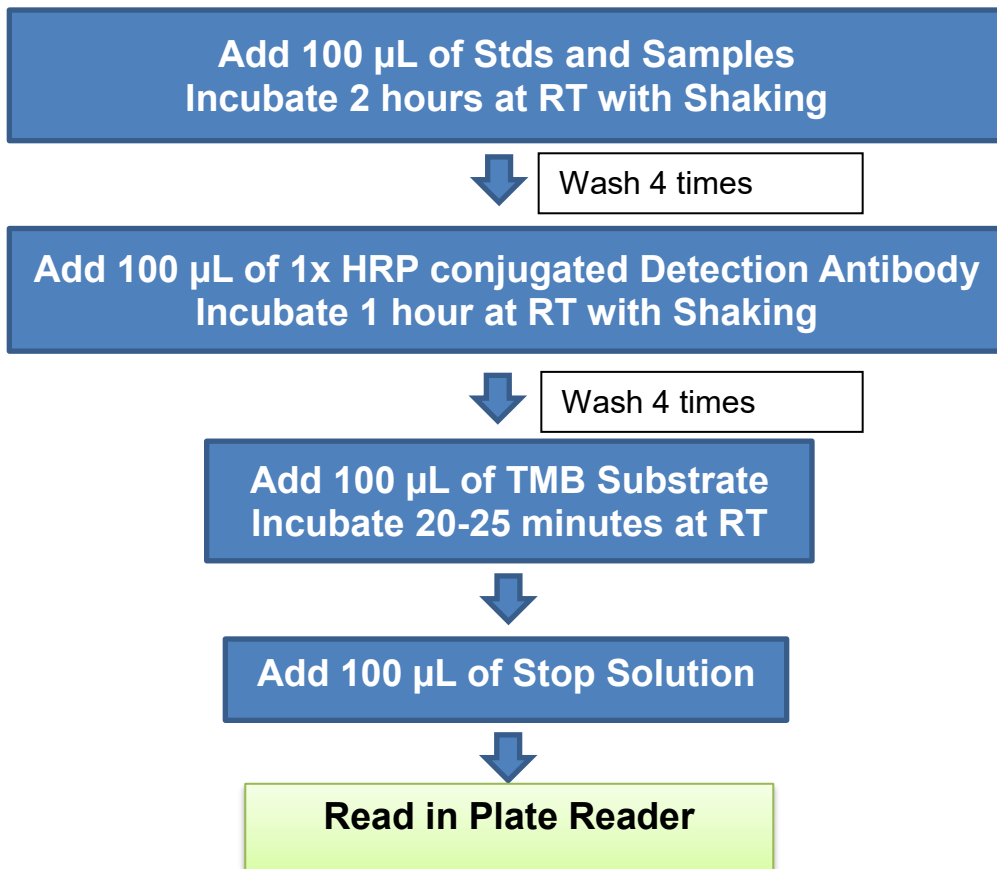 Add 100 µL of Stds and Samples
Incubate 2 hours at RT with Shaking
Wash 4 times
Add 100 µL of 1x HRP conjugated Detection Antibody
Incubate 1 hour at RT with Shaking
Wash 4 times
Add 100 µL of TMB Substrate
Incubate 20-25 minutes at RT
Add 100 µL of Stop Solution
Read in Plate Reader